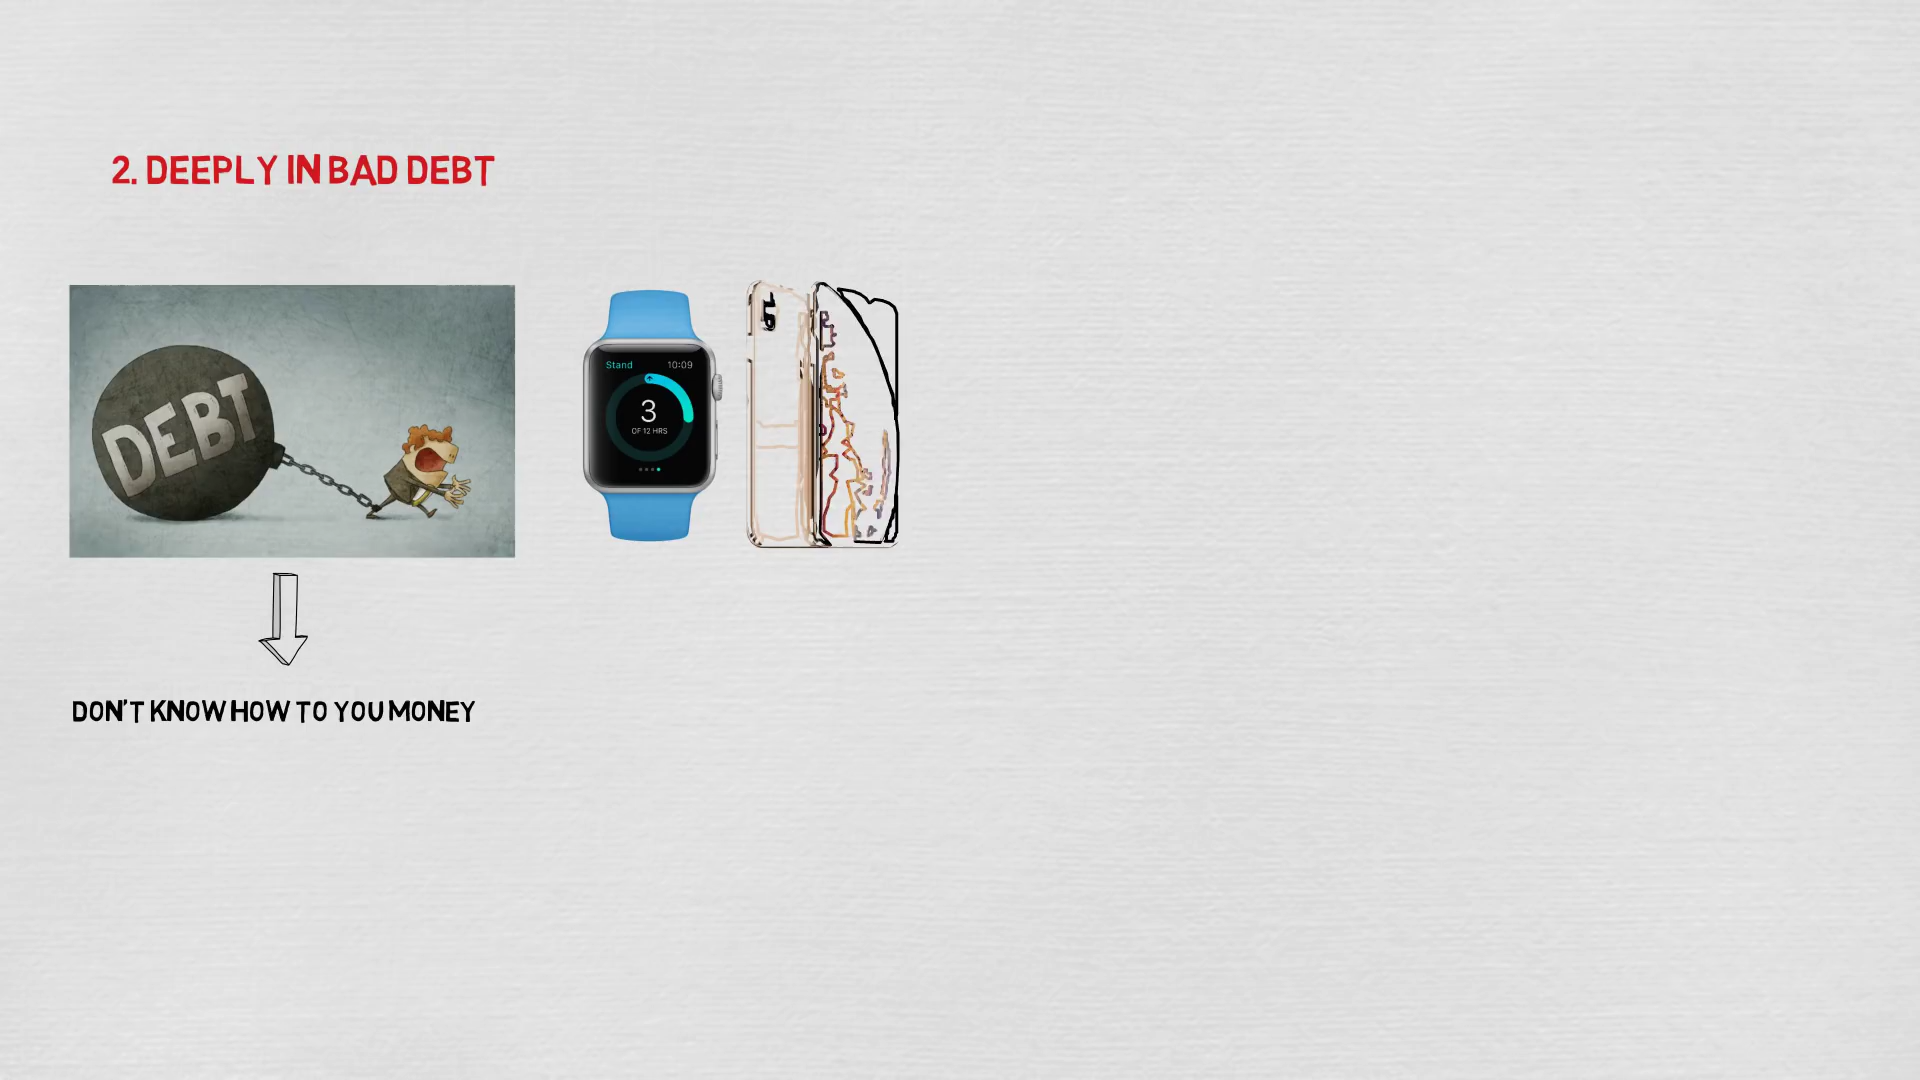 2. DEEPLY IN BAD DEBT
DEBT
Stand 10:09
3
OF 12 HRS
DON'T KNOW HOW TO YOU MONEY